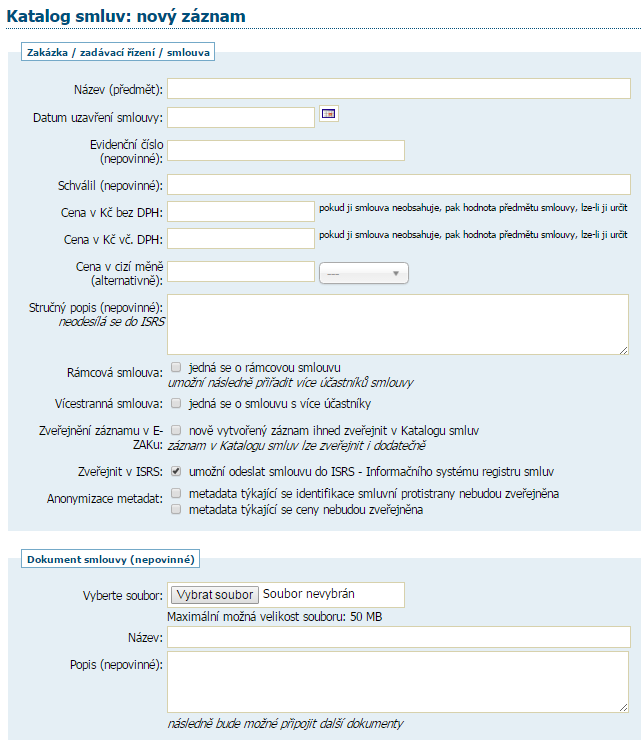 Katalog smluv: nový záznam
Zakázka / zadávací řízení / smlouva
Název (předmět):
Datum uzavření smlouvy:
Evidenční číslo
(nepovinné):
Schválil (nepovinné):
Cena v Kč bez DPH:
pokud ji smlouva neobsahuje, pak hodnota předmětu smlouvy, lze-li ji určit
Cena v Kč vč. DPH:
pokud ji smlouva neobsahuje, pak hodnota předmětu smlouvy, lze-li ji určit
Cena v cizí měně
(alternativně):
---
Stručný popis (nepovinné):
neodesílá se do ISRS
Rámcová smlouva:
jedná se o rámcovou smlouvu
umožní následně přiřadit více účastníků smlouvy
Vícestranná smlouva:
jedná se o smlouvu s více účastníky
Zveřejnění záznamu v E-
ZAKu:
nově vytvořený záznam ihned zveřejnit v Katalogu smluv
záznam v Katalogu smluv lze zveřejnit i dodatečně
Zveřejnit v ISRS:
umožní odeslat smlouvu do ISRS - Informačního systému registru smluv
Anonymizace metadat:
metadata týkající se identifikace smluvní protistrany nebudou zveřejněna
metadata týkající se ceny nebudou zveřejněna
Dokument smlouvy (nepovinné)
Vyberte soubor:
Vybrat soubor
Soubor nevybrán
Maximální možná velikost souboru: 50 MB
Název:
Popis (nepovinné):
následně bude možné připojit další dokumenty